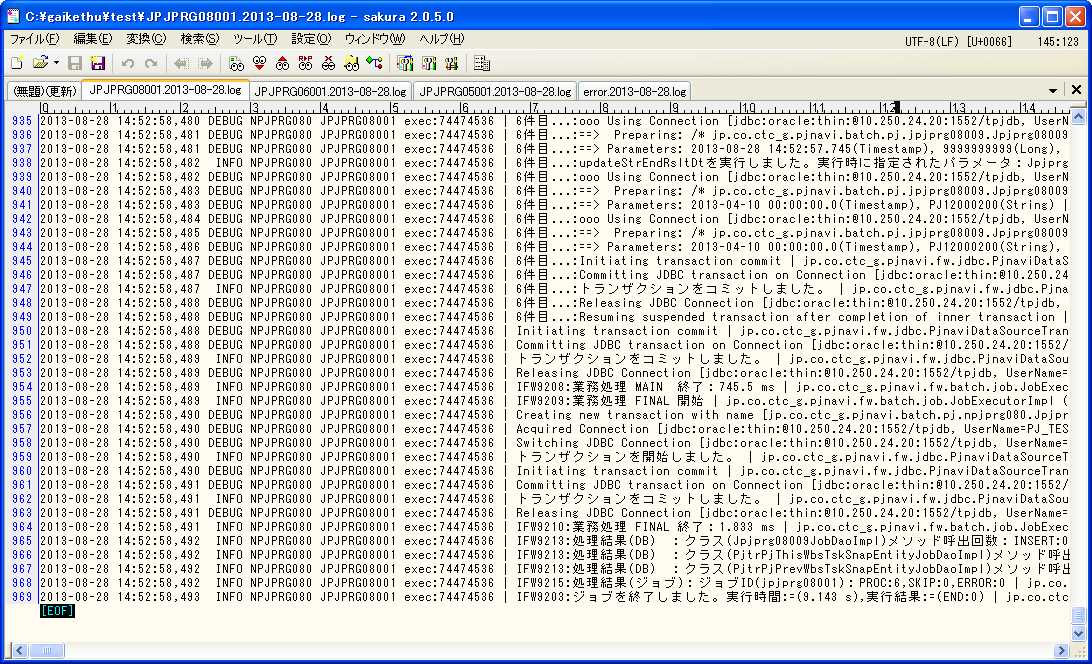 C:¥gaikethu¥test¥JPJPRG08001.2013-08-28.log - sakura 2.0.5.0
ファイル(F) 編集(E) 変換(C) 検索(S) ツール(T) 設定(O) ウィンドウ(W) ヘルプ(H) UTF-8(LF) [U+0066] 145:123
(無題)(更新) JPJPRG08001.2013-08-28.log JPJPRG06001.2013-08-28.log JPJPRG05001.2013-08-28.log error.2013-08-28.log
0 1 2 3 4 5 6 7 8 9 10 11 12 13 14
935 2013-08-28 14:52:58,480 DEBUG NPJPRG080 JPJPRG08001 exec:74474536 | 6件目...:ooo Using Connection [jdbc:oracle:thin:@10.250.24.20:1552/tpjdb, UserN
936 2013-08-28 14:52:58,481 DEBUG NPJPRG080 JPJPRG08001 exec:74474536 | 6件目...:==> Preparing: /* jp.co.ctc_g.pjnavi.batch.pj.jpjprg08009.Jpjprg08009
937 2013-08-28 14:52:58,481 DEBUG NPJPRG080 JPJPRG08001 exec:74474536 | 6件目...:==> Parameters: 2013-08-28 14:52:57.745(Timestamp), 9999999999(Long),
938 2013-08-28 14:52:58,482 INFO NPJPRG080 JPJPRG08001 exec:74474536 | 6件目...:updateStrEndRsltDtを実行しました。実行時に指定されたパラメータ:Jpjprg
939 2013-08-28 14:52:58,482 DEBUG NPJPRG080 JPJPRG08001 exec:74474536 | 6件目...:ooo Using Connection [jdbc:oracle:thin:@10.250.24.20:1552/tpjdb, UserN
940 2013-08-28 14:52:58,483 DEBUG NPJPRG080 JPJPRG08001 exec:74474536 | 6件目...:==> Preparing: /* jp.co.ctc_g.pjnavi.batch.pj.jpjprg08009.Jpjprg08009
941 2013-08-28 14:52:58,483 DEBUG NPJPRG080 JPJPRG08001 exec:74474536 | 6件目...:==> Parameters: 2013-04-10 00:00:00.0(Timestamp), PJ12000200(String) |
942 2013-08-28 14:52:58,484 DEBUG NPJPRG080 JPJPRG08001 exec:74474536 | 6件目...:ooo Using Connection [jdbc:oracle:thin:@10.250.24.20:1552/tpjdb, UserN
943 2013-08-28 14:52:58,485 DEBUG NPJPRG080 JPJPRG08001 exec:74474536 | 6件目...:==> Preparing: /* jp.co.ctc_g.pjnavi.batch.pj.jpjprg08009.Jpjprg08009
944 2013-08-28 14:52:58,486 DEBUG NPJPRG080 JPJPRG08001 exec:74474536 | 6件目...:==> Parameters: 2013-04-10 00:00:00.0(Timestamp), PJ12000200(String),
945 2013-08-28 14:52:58,487 DEBUG NPJPRG080 JPJPRG08001 exec:74474536 | 6件目...:Initiating transaction commit | jp.co.ctc_g.pjnavi.fw.jdbc.PjnaviDataS
946 2013-08-28 14:52:58,487 DEBUG NPJPRG080 JPJPRG08001 exec:74474536 | 6件目...:Committing JDBC transaction on Connection [jdbc:oracle:thin:@10.250.24
947 2013-08-28 14:52:58,487 INFO NPJPRG080 JPJPRG08001 exec:74474536 | 6件目...:トランザクションをコミットしました。 | jp.co.ctc_g.pjnavi.fw.jdbc.Pjna
948 2013-08-28 14:52:58,488 DEBUG NPJPRG080 JPJPRG08001 exec:74474536 | 6件目...:Releasing JDBC Connection [jdbc:oracle:thin:@10.250.24.20:1552/tpjdb,
949 2013-08-28 14:52:58,488 DEBUG NPJPRG080 JPJPRG08001 exec:74474536 | 6件目...:Resuming suspended transaction after completion of inner transaction |
950 2013-08-28 14:52:58,488 DEBUG NPJPRG080 JPJPRG08001 exec:74474536 | Initiating transaction commit | jp.co.ctc_g.pjnavi.fw.jdbc.PjnaviDataSourceTran
951 2013-08-28 14:52:58,488 DEBUG NPJPRG080 JPJPRG08001 exec:74474536 | Committing JDBC transaction on Connection [jdbc:oracle:thin:@10.250.24.20:1552/
952 2013-08-28 14:52:58,489 INFO NPJPRG080 JPJPRG08001 exec:74474536 | トランザクションをコミットしました。 | jp.co.ctc_g.pjnavi.fw.jdbc.PjnaviDataSou
953 2013-08-28 14:52:58,489 DEBUG NPJPRG080 JPJPRG08001 exec:74474536 | Releasing JDBC Connection [jdbc:oracle:thin:@10.250.24.20:1552/tpjdb, UserName=
954 2013-08-28 14:52:58,489 INFO NPJPRG080 JPJPRG08001 exec:74474536 | IFW9208:業務処理 MAIN 終了:745.5 ms | jp.co.ctc_g.pjnavi.fw.batch.job.JobExec
955 2013-08-28 14:52:58,489 INFO NPJPRG080 JPJPRG08001 exec:74474536 | IFW9209:業務処理 FINAL 開始 | jp.co.ctc_g.pjnavi.fw.batch.job.JobExecutorImpl (
956 2013-08-28 14:52:58,490 DEBUG NPJPRG080 JPJPRG08001 exec:74474536 | Creating new transaction with name [jp.co.ctc_g.pjnavi.batch.pj.npjprg080.Jpjpr
957 2013-08-28 14:52:58,490 DEBUG NPJPRG080 JPJPRG08001 exec:74474536 | Acquired Connection [jdbc:oracle:thin:@10.250.24.20:1552/tpjdb, UserName=PJ_TES
958 2013-08-28 14:52:58,490 DEBUG NPJPRG080 JPJPRG08001 exec:74474536 | Switching JDBC Connection [jdbc:oracle:thin:@10.250.24.20:1552/tpjdb, UserName=
959 2013-08-28 14:52:58,490 INFO NPJPRG080 JPJPRG08001 exec:74474536 | トランザクションを開始しました。 | jp.co.ctc_g.pjnavi.fw.jdbc.PjnaviDataSourceT
960 2013-08-28 14:52:58,490 DEBUG NPJPRG080 JPJPRG08001 exec:74474536 | Initiating transaction commit | jp.co.ctc_g.pjnavi.fw.jdbc.PjnaviDataSourceTran
961 2013-08-28 14:52:58,491 DEBUG NPJPRG080 JPJPRG08001 exec:74474536 | Committing JDBC transaction on Connection [jdbc:oracle:thin:@10.250.24.20:1552/
962 2013-08-28 14:52:58,491 INFO NPJPRG080 JPJPRG08001 exec:74474536 | トランザクションをコミットしました。 | jp.co.ctc_g.pjnavi.fw.jdbc.PjnaviDataSou
963 2013-08-28 14:52:58,491 DEBUG NPJPRG080 JPJPRG08001 exec:74474536 | Releasing JDBC Connection [jdbc:oracle:thin:@10.250.24.20:1552/tpjdb, UserName=
964 2013-08-28 14:52:58,491 INFO NPJPRG080 JPJPRG08001 exec:74474536 | IFW9210:業務処理 FINAL 終了:1.833 ms | jp.co.ctc_g.pjnavi.fw.batch.job.JobExec
965 2013-08-28 14:52:58,492 INFO NPJPRG080 JPJPRG08001 exec:74474536 | IFW9213:処理結果(DB) :クラス(Jpjprg08009JobDaoImpl)メソッド呼出回数:INSERT:0
966 2013-08-28 14:52:58,492 INFO NPJPRG080 JPJPRG08001 exec:74474536 | IFW9213:処理結果(DB) :クラス(PjtrPjThisWbsTskSnapEntityJobDaoImpl)メソッド呼出
967 2013-08-28 14:52:58,492 INFO NPJPRG080 JPJPRG08001 exec:74474536 | IFW9213:処理結果(DB) :クラス(PjtrPjPrevWbsTskSnapEntityJobDaoImpl)メソッド呼出
968 2013-08-28 14:52:58,492 INFO NPJPRG080 JPJPRG08001 exec:74474536 | IFW9215:処理結果(ジョブ):ジョブID(jpjprg08001):PROC:6,SKIP:0,ERROR:0 | jp.co.
969 2013-08-28 14:52:58,493 INFO NPJPRG080 JPJPRG08001 exec:74474536 | IFW9203:ジョブを終了しました。実行時間:=(9.143 s),実行結果:=(END:0) | jp.co.ctc
[EOF]